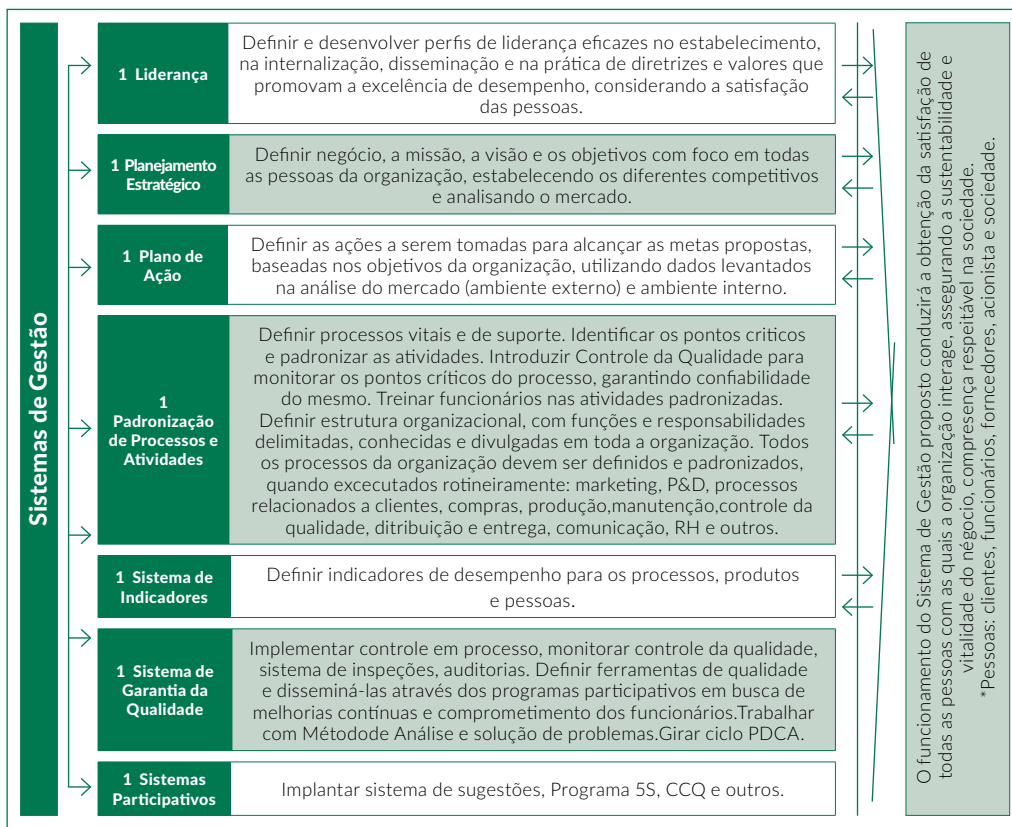 Sistemas de Gestão
1 Liderança
Definir e desenvolver perfis de liderança eficazes no estabelecimento,
na internalização, disseminação e na prática de diretrizes e valores que
promovam a excelência de desempenho, considerando a satisfação
das pessoas.
1 Planejamento
Estratégico
Definir negócio, a missão, a visão e os objetivos com foco em todas
as pessoas da organização, estabelecendo os diferentes competitivos
e analisando o mercado.
1 Plano de
Ação
Definir as ações a serem tomadas para alcançar as metas propostas,
baseadas nos objetivos da organização, utilizando dados levantados
na análise do mercado (ambiente externo) e ambiente interno.
1
Padronização
de Processos e
Atividades
Definir processos vitais e de suporte. Identificar os pontos criticos
e padronizar as atividades. Introduzir Controle da Qualidade para
monitorar os pontos críticos do processo, garantindo confiabilidade
do mesmo. Treinar funcionários nas atividades padronizadas.
Definir estrutura organizacional, com funções e responsabilidades
delimitadas, conhecidas e divulgadas em toda a organização. Todos
os processos da organização devem ser definidos e padronizados,
quando excecutados rotineiramente: marketing, P&D, processos
relacionados a clientes, compras, produção,manutenção,controle da
qualidade, ditribuição e entrega, comunicação, RH e outros.
1 Sistema de
Indicadores
Definir indicadores de desempenho para os processos, produtos
e pessoas.
1 Sistema de
Garantia da
Qualidade
Implementar controle em processo, monitorar controle da qualidade,
sistema de inspeções, auditorias. Definir ferramentas de qualidade
e disseminá-las através dos programas participativos em busca de
melhorias contínuas e comprometimento dos funcionários.Trabalhar
com Métodode Análise e solução de problemas.Girar ciclo PDCA.
1 Sistemas
Participativos
Implantar sistema de sugestões, Programa 5S, CCQ e outros.
O funcionamento do Sistema de Gestão proposto conduzirá a obtenção da satisfação de
todas as pessoas com as quais a organização interage, assegurando a sustentabilidade e
vitalidade do négocio, compresença respeitável na sociedade.
*Pessoas: clientes, funcionários, forncedores, acionista e sociedade.